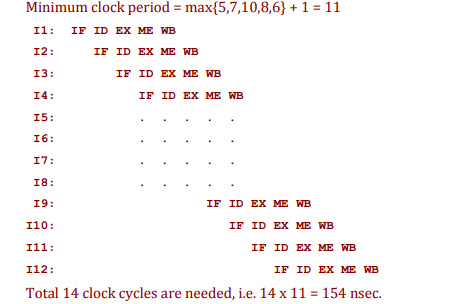 Minimum clock period = max{5,7,10,8,6} + 1 = 11
I1: IF ID EX ME WB
I2: IF ID EX ME WB
I3: IF ID EX ME WB
I4: IF ID EX ME WB
I5: . . . . .
I6: . . . . .
I7: . . . . .
I8: . . . . .
I9: IF ID EX ME WB
I10: IF ID EX ME WB
I11: IF ID EX ME WB
I12: IF ID EX ME WB
Total 14 clock cycles are needed, i.e. 14 x 11 = 154 nsec.